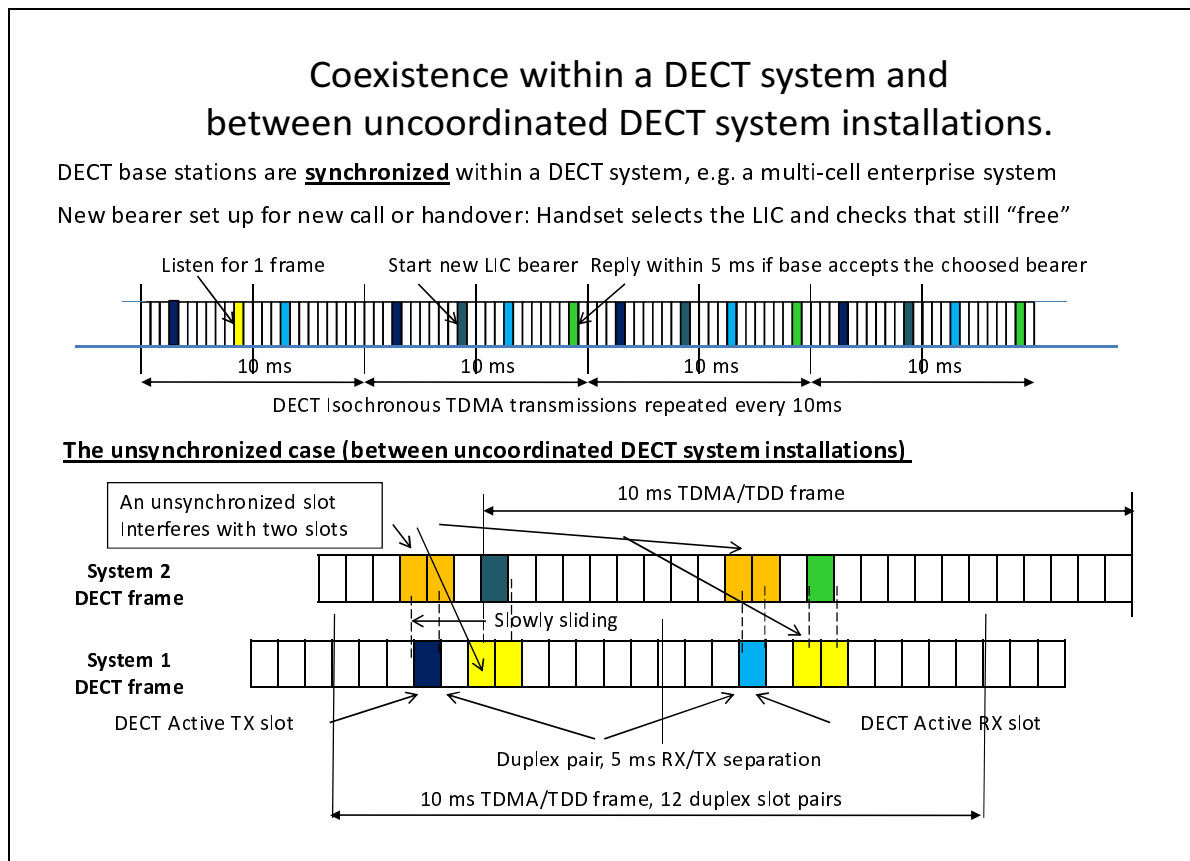 Coexistence within a DECT system and
between uncoordinated DECT system installations.
DECT base stations are synchronized within a DECT system, e.g. a multi-cell enterprise system
New bearer set up for new call or handover: Handset selects the LIC and checks that still “free”
Listen for 1 frame
Start new LIC bearer
Reply within 5 ms if base accepts the choosed bearer
10 ms
10 ms
10 ms
10 ms
DECT Isochronous TDMA transmissions repeated every 10ms
The unsynchronized case (between uncoordinated DECT system installations)
An unsynchronized slot
Interferes with two slots
10 ms TDMA/TDD frame
System 2
DECT frame
Slowly sliding
System 1
DECT frame
DECT Active TX slot
DECT Active RX slot
Duplex pair, 5 ms RX/TX separation
10 ms TDMA/TDD frame, 12 duplex slot pairs